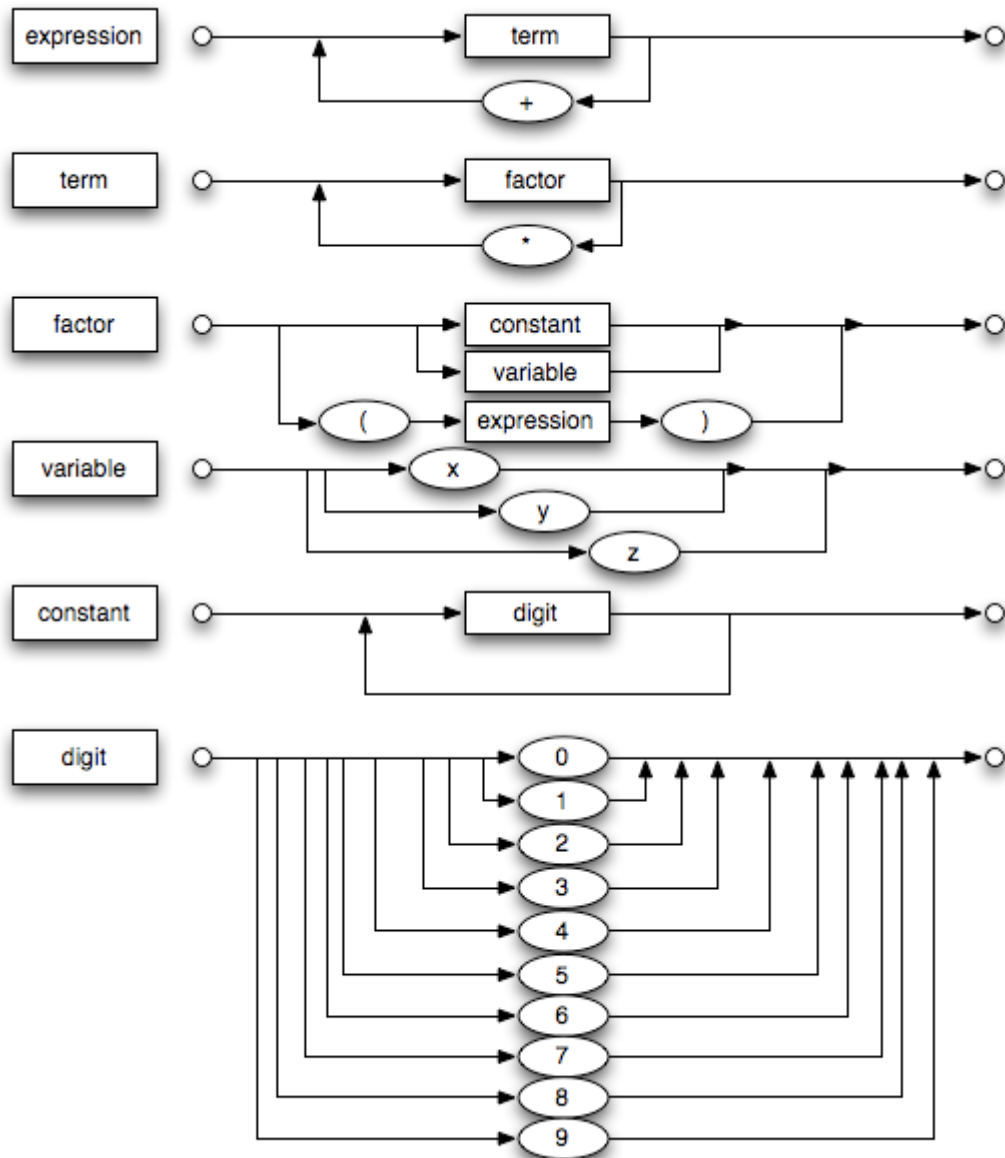 expression term
+
term factor
*
factor constant
variable
( expression )
variable x
y
z
constant digit
digit 0
1
2
3
4
5
6
7
8
9